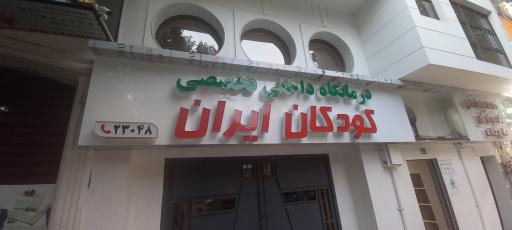 درمانگاه داخلی تخصصی
کودکان ایران
۲۳۰۴۸